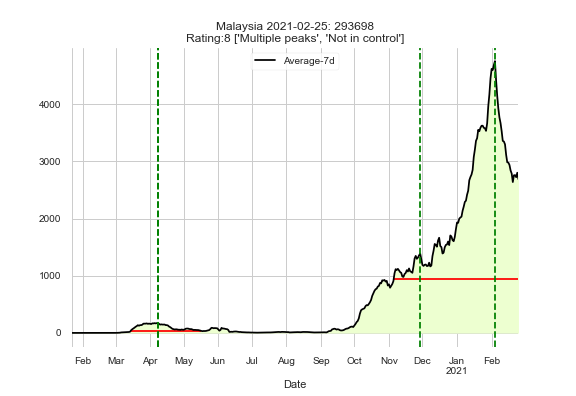 Malaysia 2021-02-25: 293698
Rating:8 ['Multiple peaks', 'Not in control']
Average-7d
4000
3000
2000
1000
0
Feb Mar Apr May Jun Jul Aug Sep Oct Nov Dec Jan Feb
2021
Date